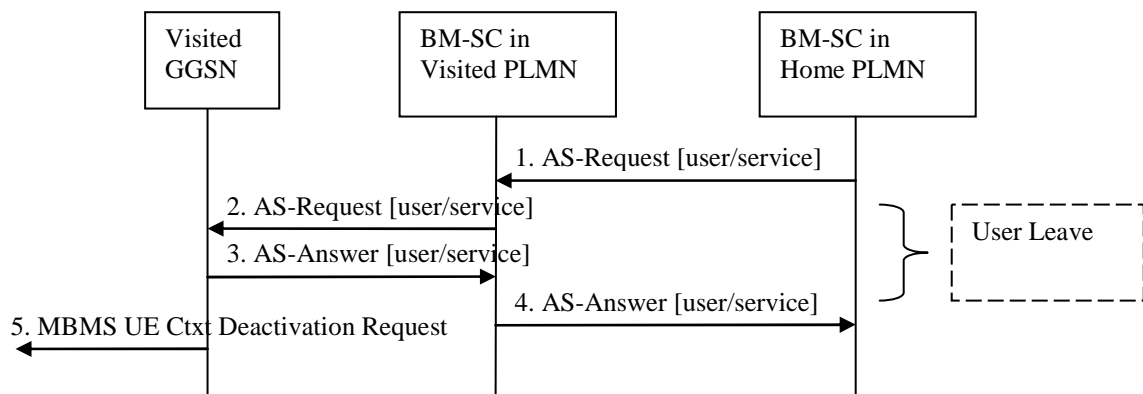 Visited
GGSN
BM-SC in
Visited PLMN
BM-SC in
Home PLMN
1. AS-Request [user/service]
2. AS-Request [user/service]
User Leave
3. AS-Answer [user/service]
4. AS-Answer [user/service]
5. MBMS UE Ctxt Deactivation Request